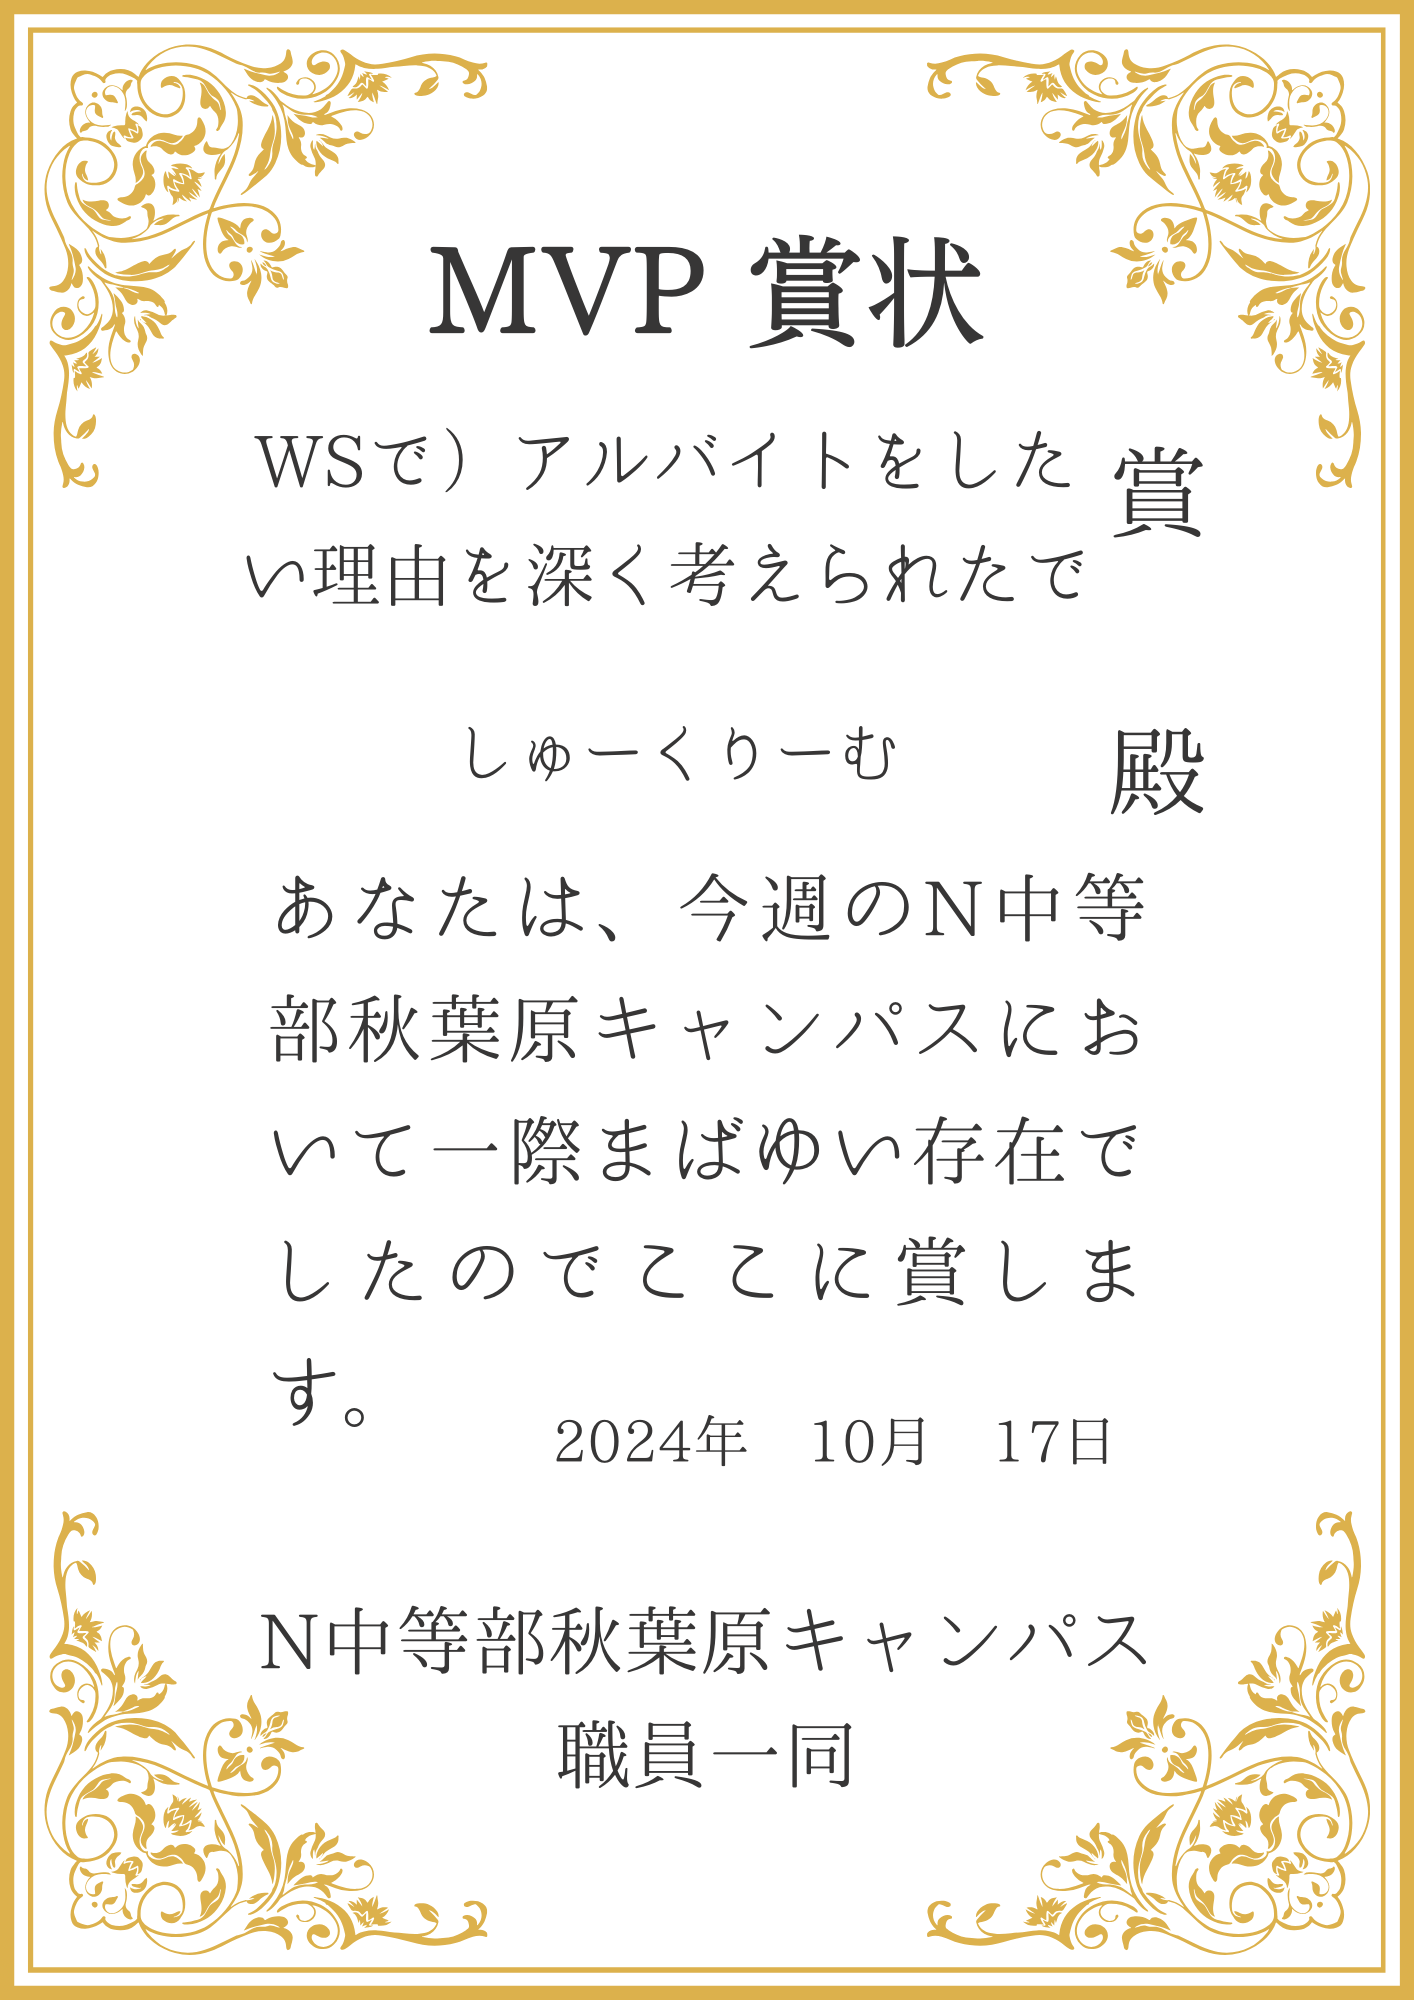 MVP 賞状
WSで）アルバイトをした
い理由を深く考えられたで
賞
しゅーくりーむ 殿
あなたは、今週のN中等
部秋葉原キャンパスにお
いて一際まばゆい存在で
したのでここに賞しま
す。
2024年　10月　17日
N中等部秋葉原キャンパス
職員一同